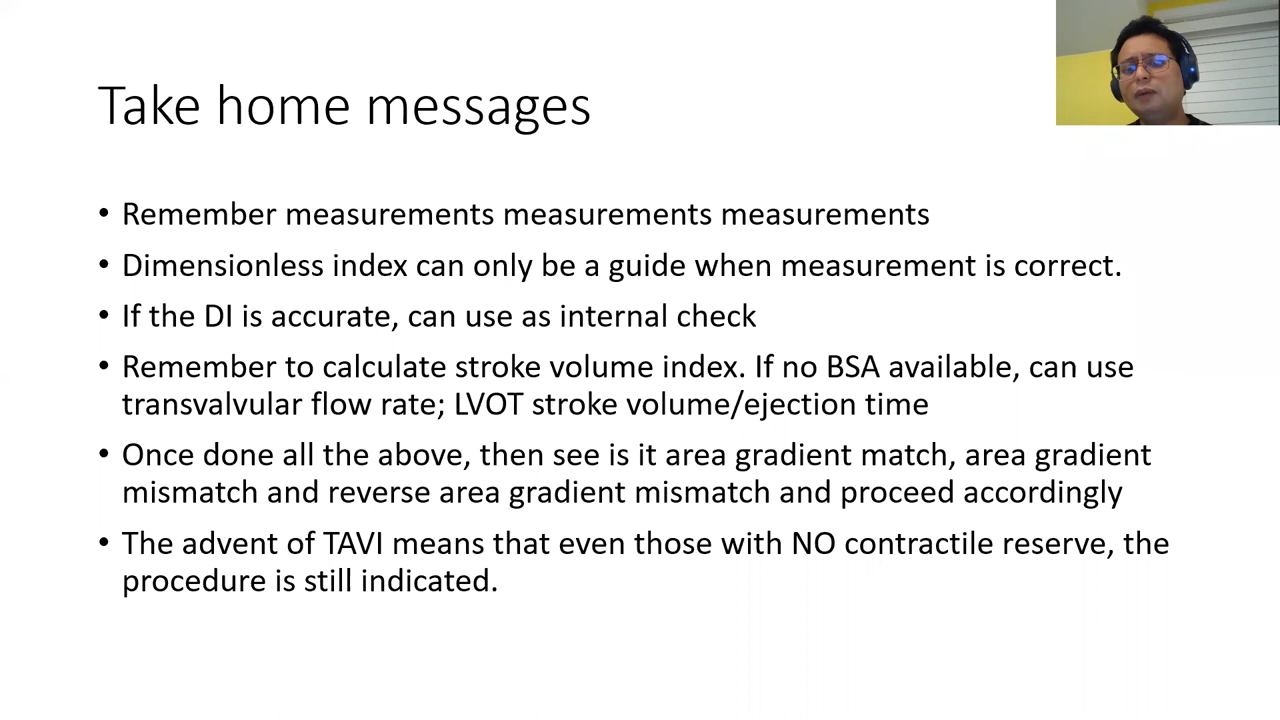 Take home messages
• Remember measurements measurements measurements
• Dimensionless index can only be a guide when measurement is correct.
• If the DI is accurate, can use as internal check
• Remember to calculate stroke volume index. If no BSA available, can use
transvalvular flow rate; LVOT stroke volume/ejection time
• Once done all the above, then see is it area gradient match, area gradient
mismatch and reverse area gradient mismatch and proceed accordingly
• The advent of TAVI means that even those with NO contractile reserve, the
procedure is still indicated.